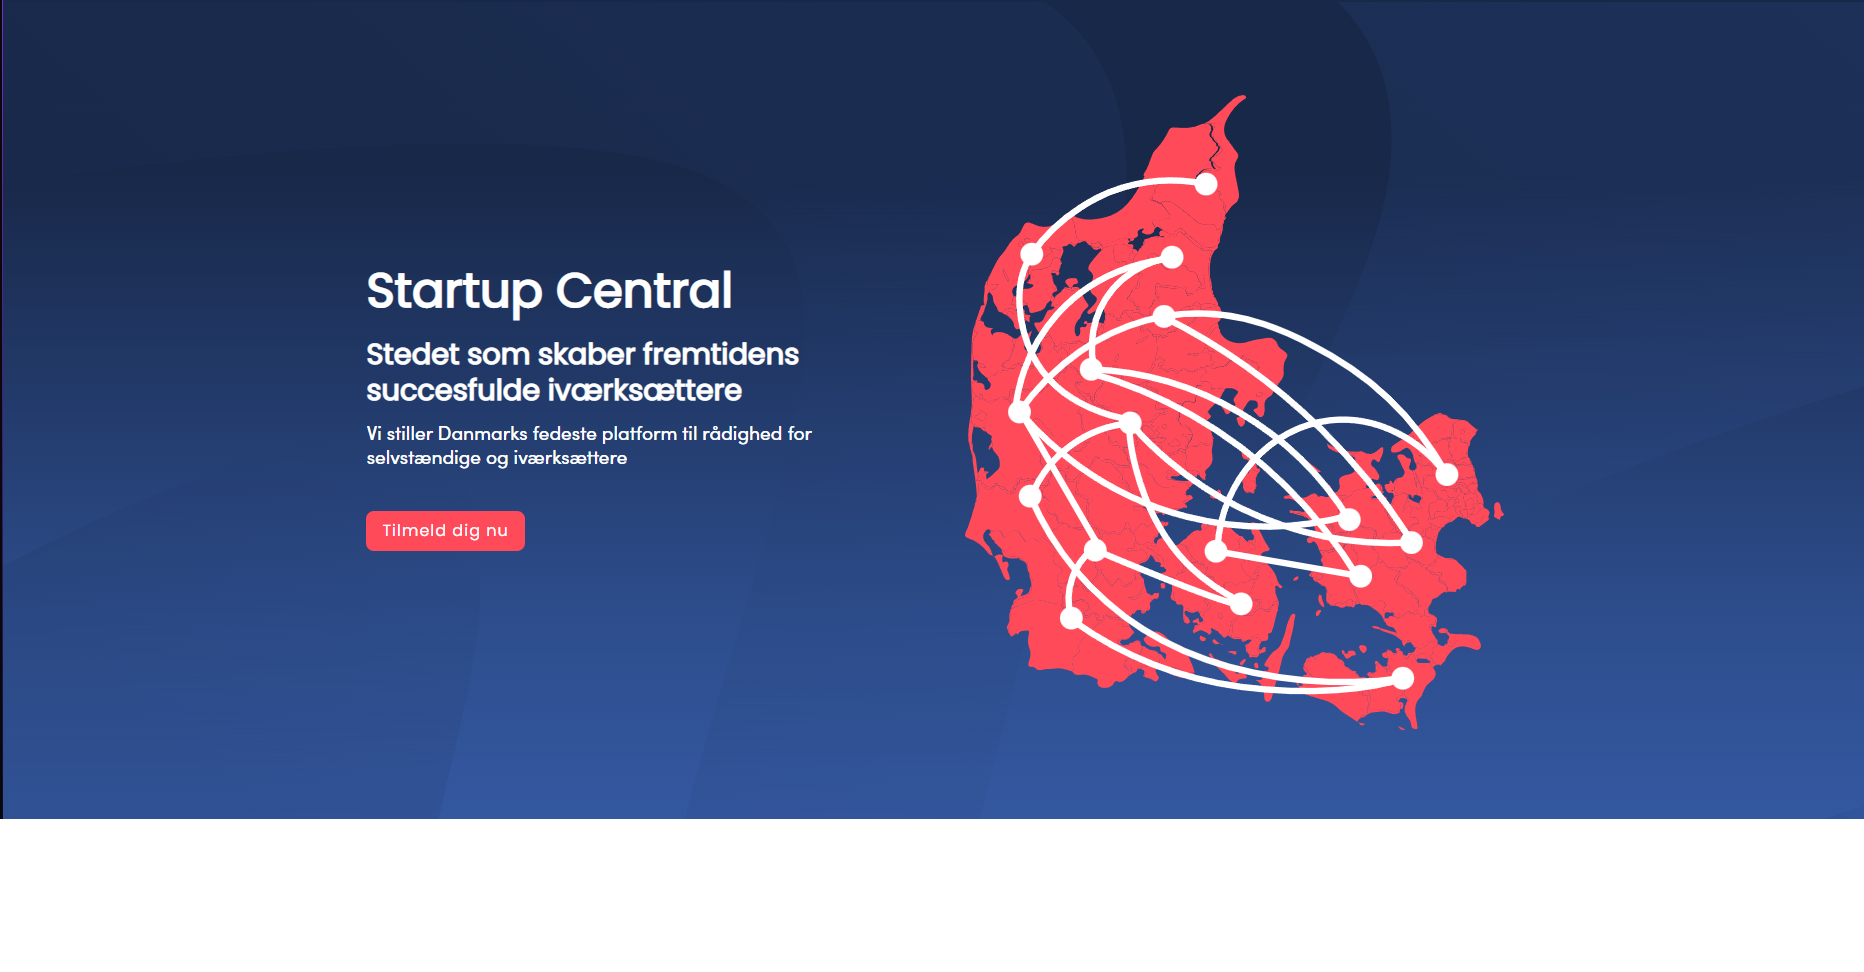 Startup Central
Stedet som skaber fremtidens
succesfulde iværksættere
Vi stiller Danmarks fedeste platform til rådighed for
selvstændige og iværksættere
Tilmeld dig nu